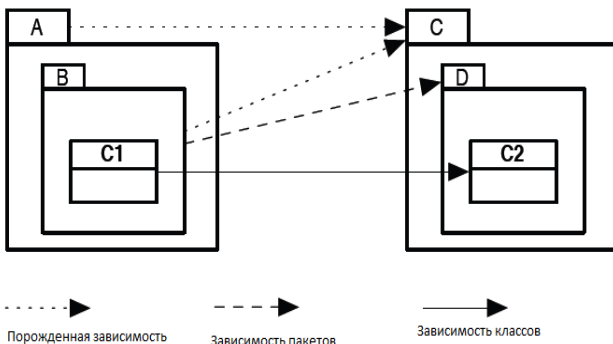 A
C
B
D
C1
C2
Порожденная зависимость
Зависимость пакетов
Зависимость классов